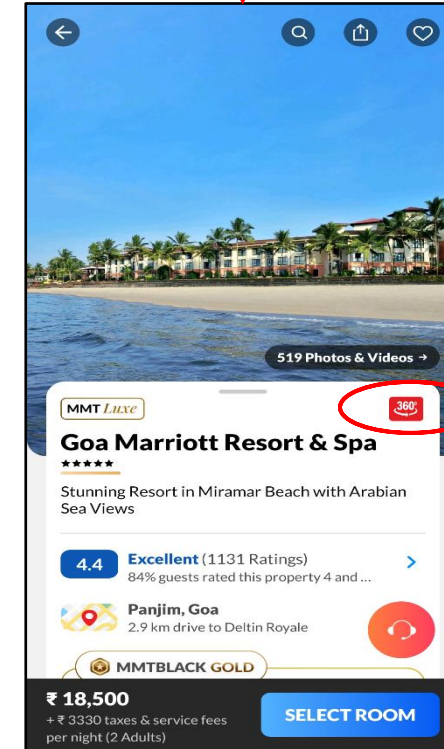 519 Photos & Videos →
MMT Luxe
360°
Goa Marriott Resort & Spa
★★★★★
Stunning Resort in Miramar Beach with Arabian
Sea Views
4.4
Excellent (1131 Ratings)
84% guests rated this property 4 and ...
Panjim, Goa
2.9 km drive to Deltin Royale
MMTBLACK GOLD
₹ 18,500
+ ₹ 3330 taxes & service fees
per night (2 Adults)
SELECT ROOM